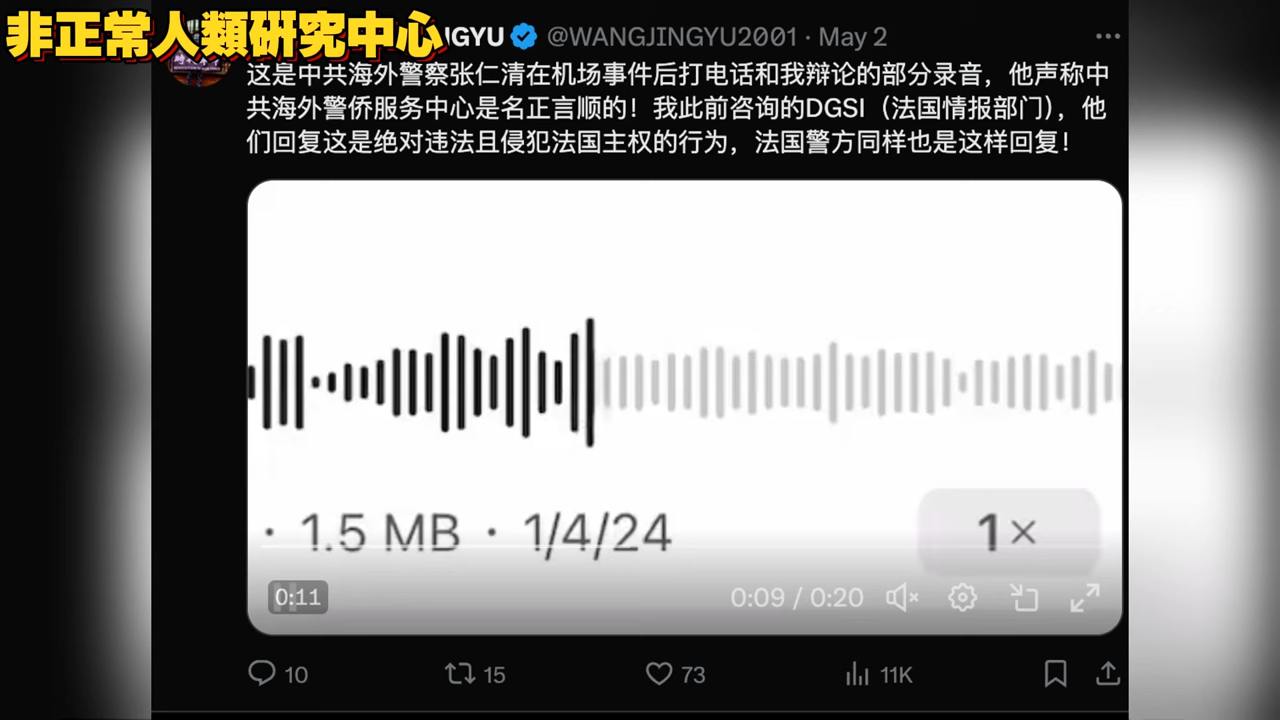 非正常人類研究中心
NGYU @WANGJINGYU2001 · May 2
这是中共海外警察张仁清在机场事件后打电话和我辩论的部分录音，他声称中
共海外警侨服务中心是名正言顺的！我此前咨询的DGSI（法国情报部门），他
们回复这是绝对违法且侵犯法国主权的行为，法国警方同样也是这样回复！
· 1.5 MB · 1/4/24
1×
0:11
0:09 / 0:20
10
15
73
11K